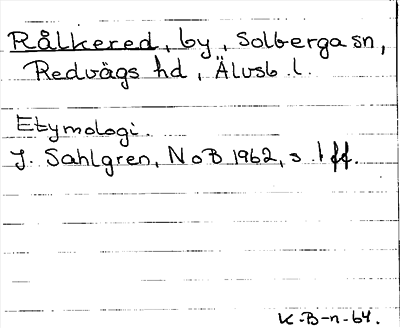 Rålkered, by, Solberga sn,
Redvägs hd, Älvsb. l.
Etymologi.
J. Sahlgren, NoB 1962, s. 1 ff.
K-B-n-64.